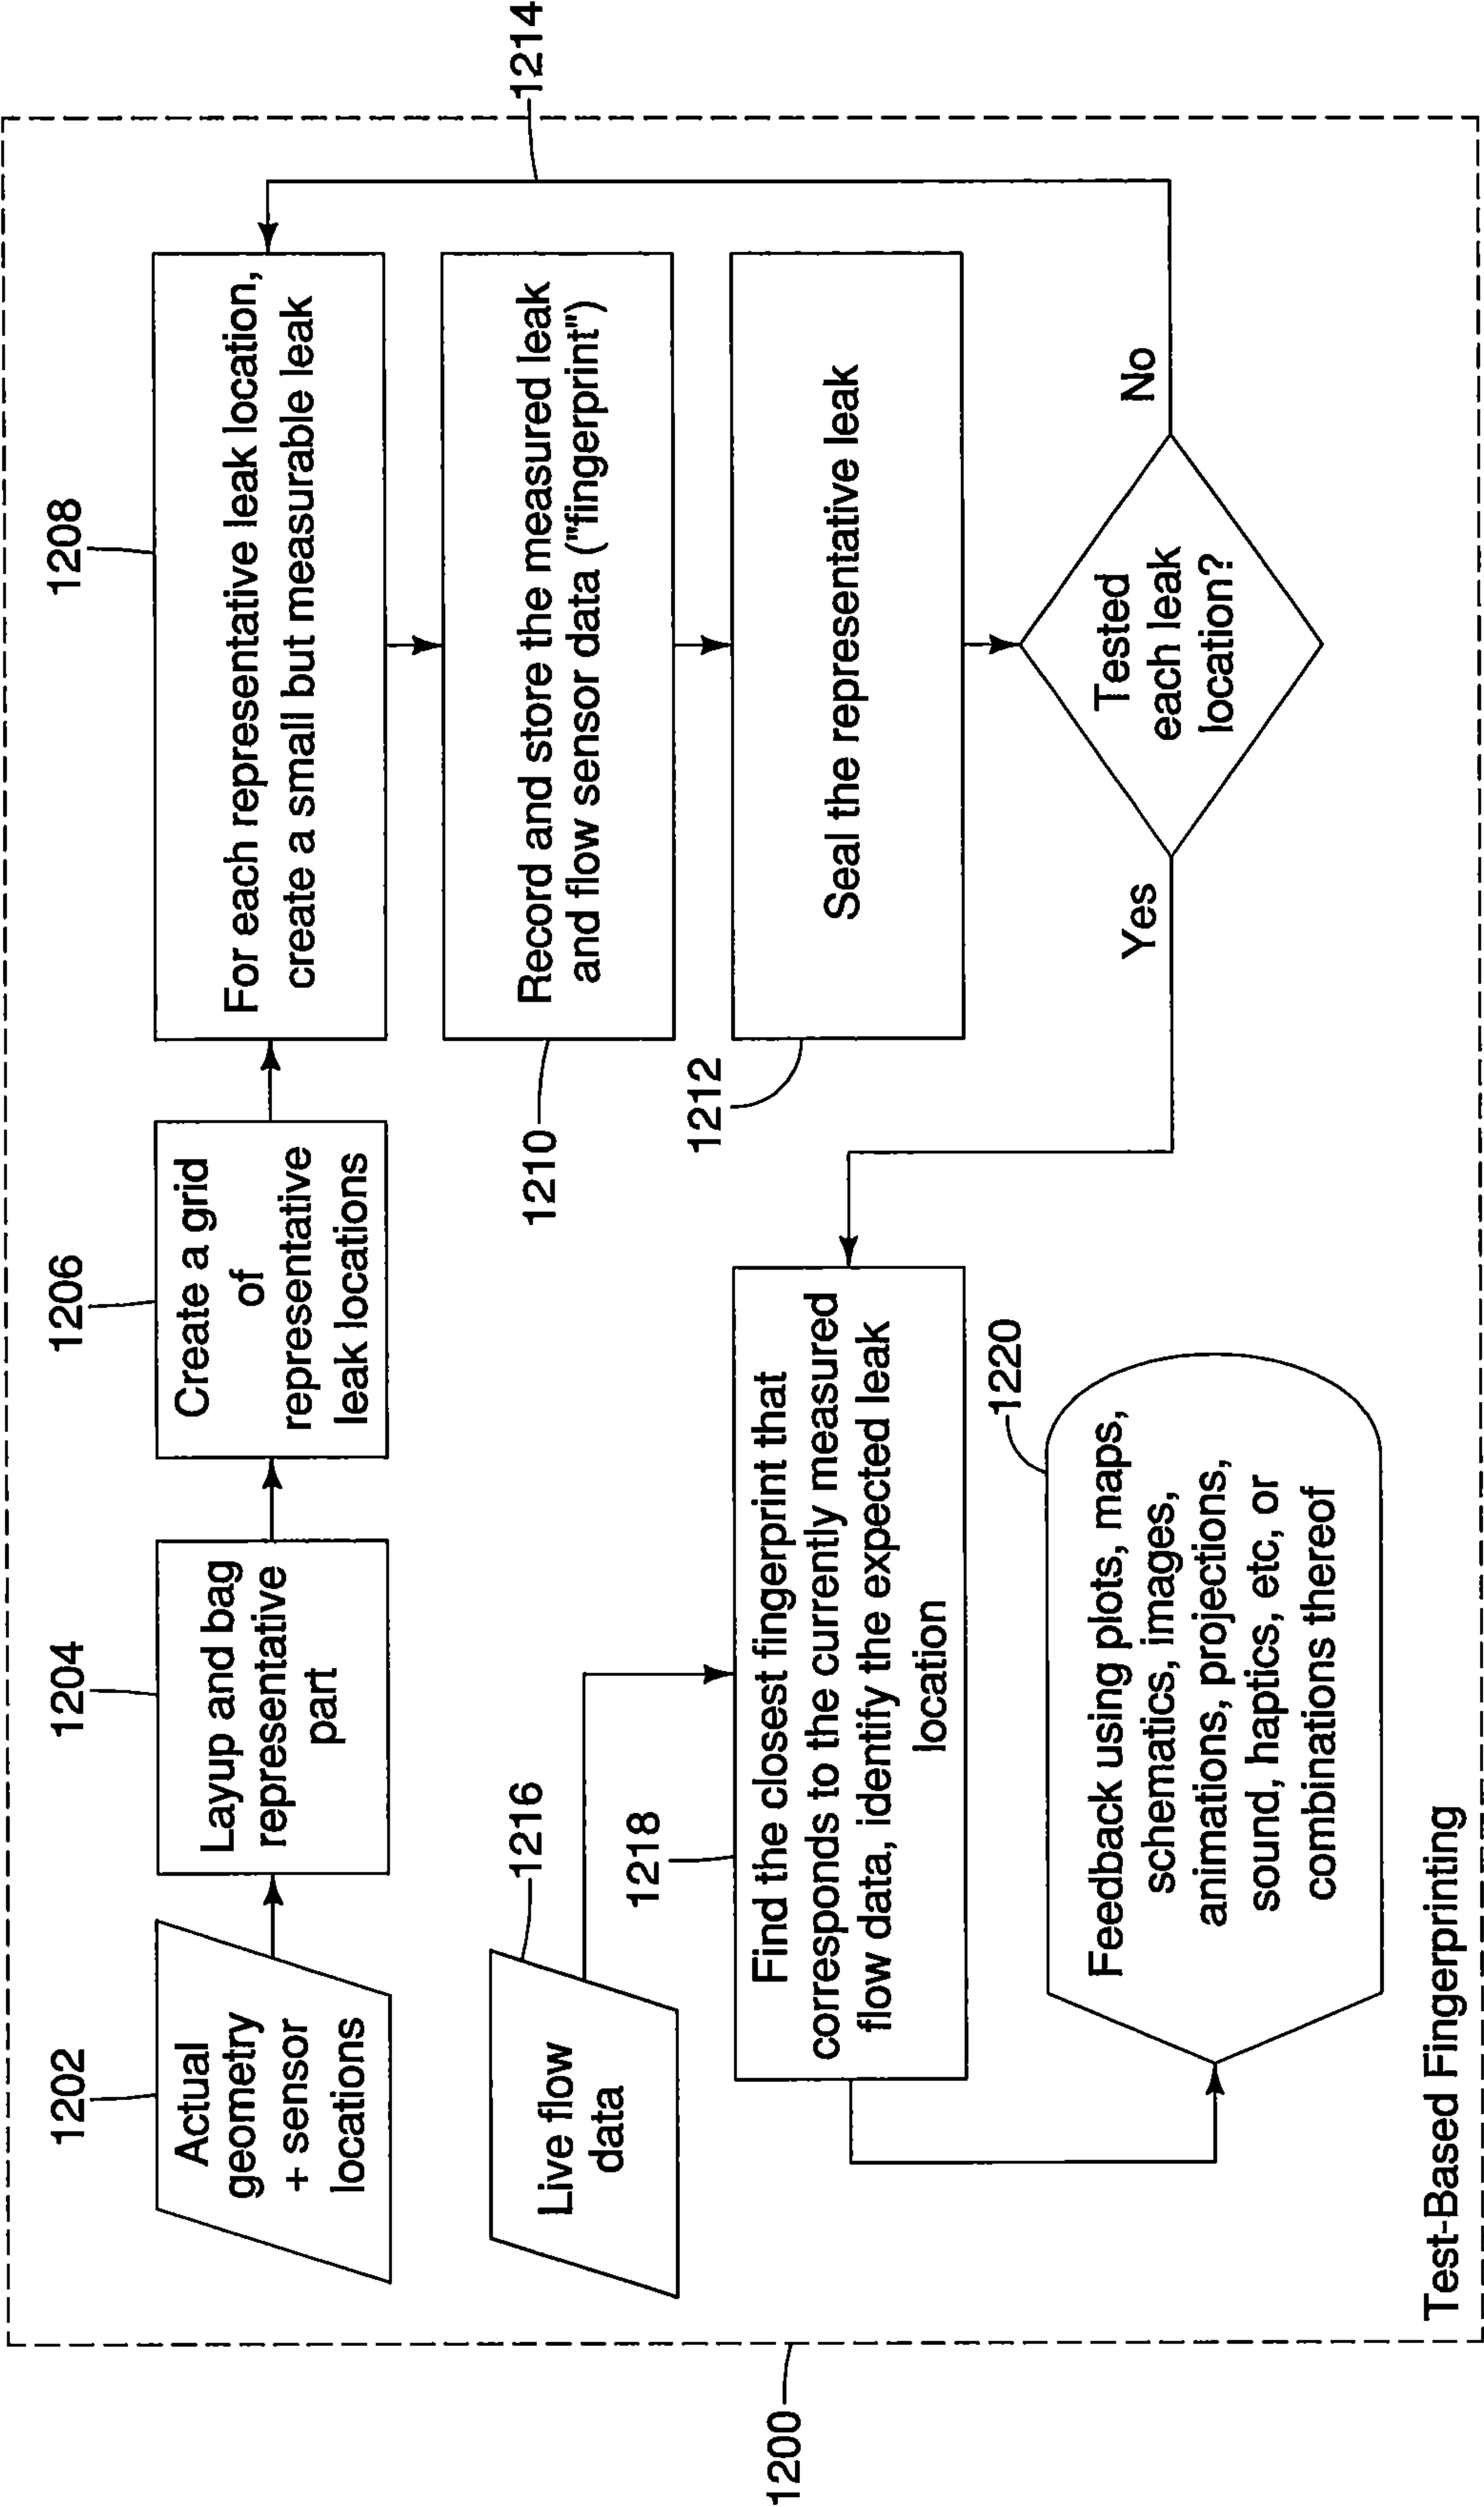 1202
Actual
geometry
+ sensor
locations
1204
Layup and bag
representative
part
1206
Create a grid
of
representative
leak locations
1208
For each representative leak location,
create a small but measurable leak
1210
Record and store the measured leak
and flow sensor data ("fingerprint")
1212
Seal the representative leak
Tested
each leak
location?
No
1214
Yes
1216
Live flow
data
1218
Find the closest fingerprint that
corresponds to the currently measured
flow data, identify the expected leak
location
1220
Feedback using plots, maps,
schematics, images,
animations, projections,
sound, haptics, etc, or
combinations thereof
1200
Test-Based Fingerprinting